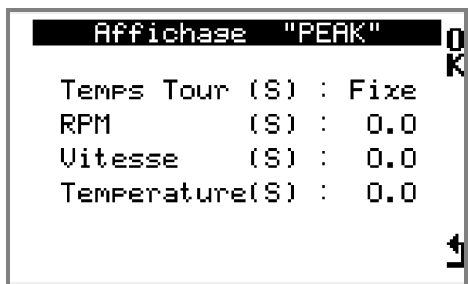 Affichage "PEAK"
OK
Temps Tour (S) : Fixe
RPM (S) : 0.0
Vitesse (S) : 0.0
Temperature(S) : 0.0